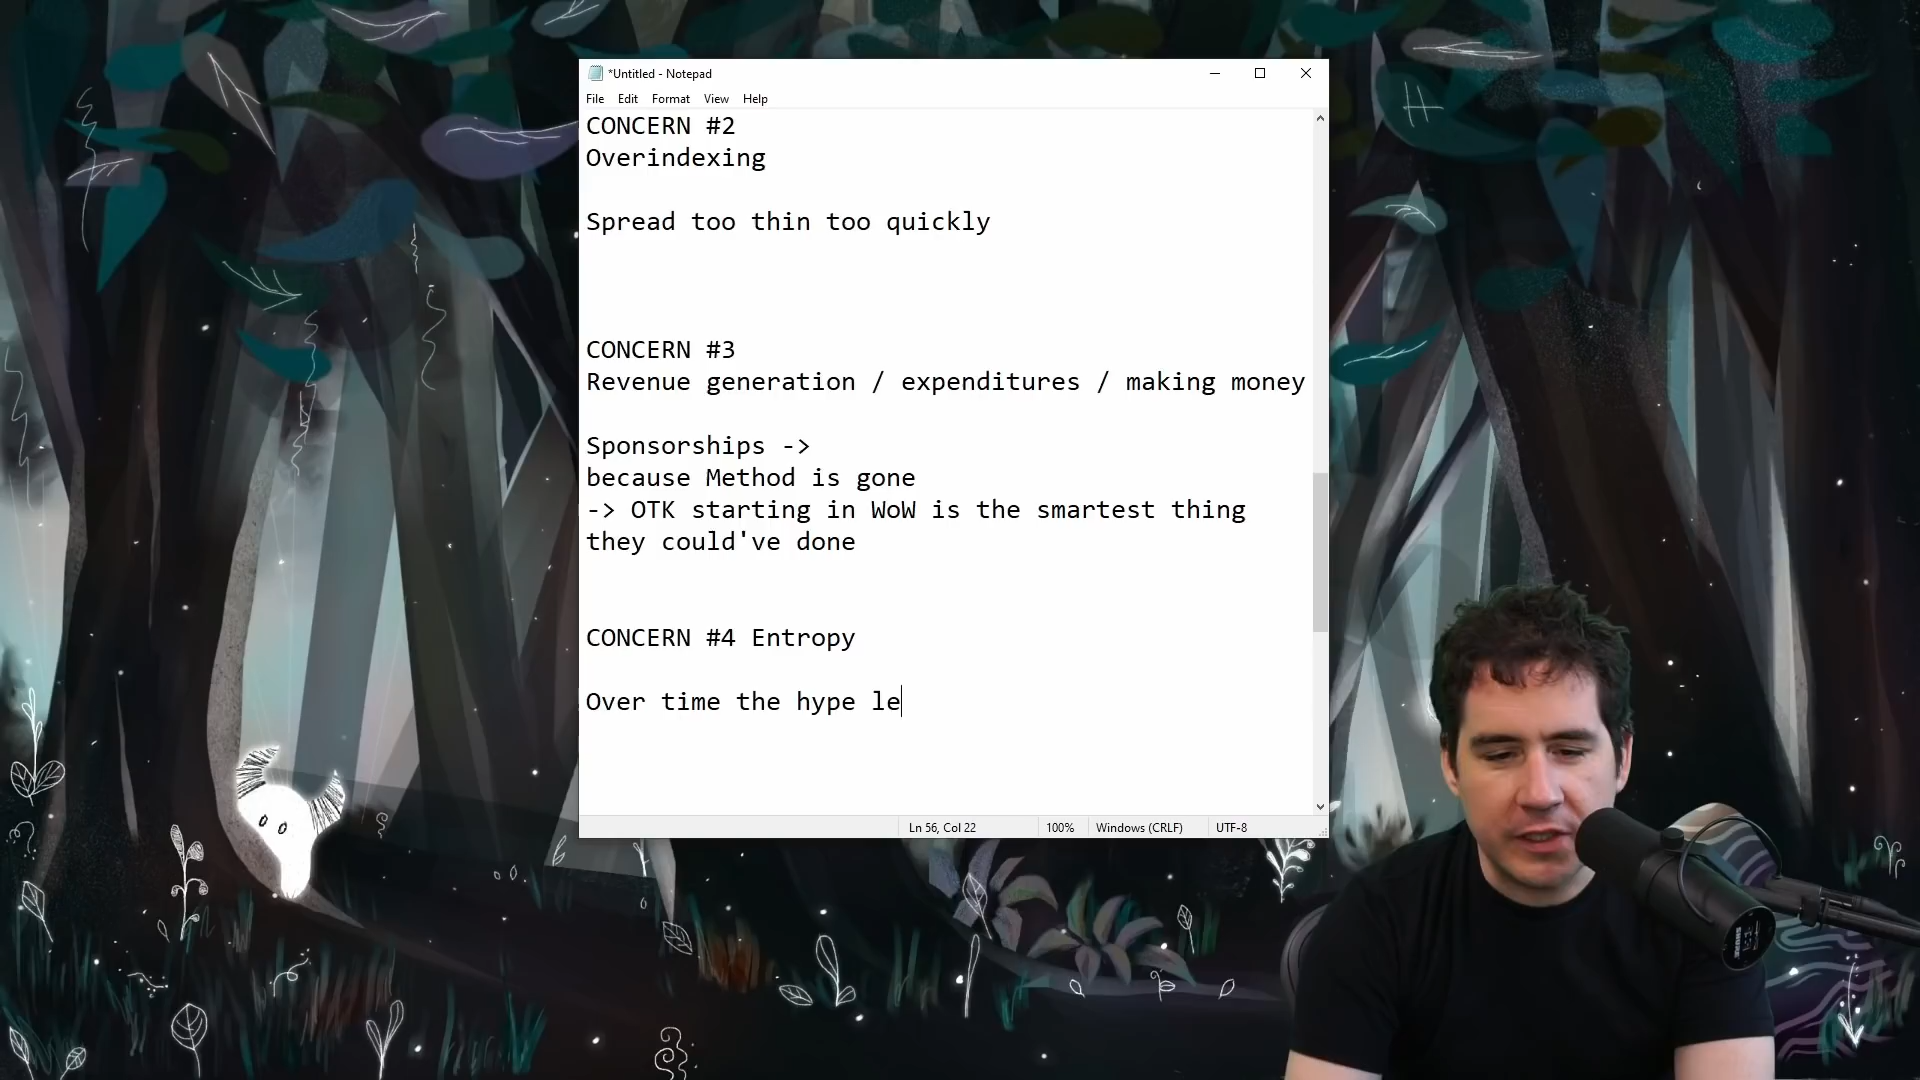 *Untitled - Notepad
File Edit Format View Help
CONCERN #2
Overindexing
Spread too thin too quickly
CONCERN #3
Revenue generation / expenditures / making money
Sponsorships ->
because Method is gone
-> OTK starting in WoW is the smartest thing
they could've done
CONCERN #4 Entropy
Over time the hype le
Ln 56, Col 22 100% Windows (CRLF) UTF-8
SHURE